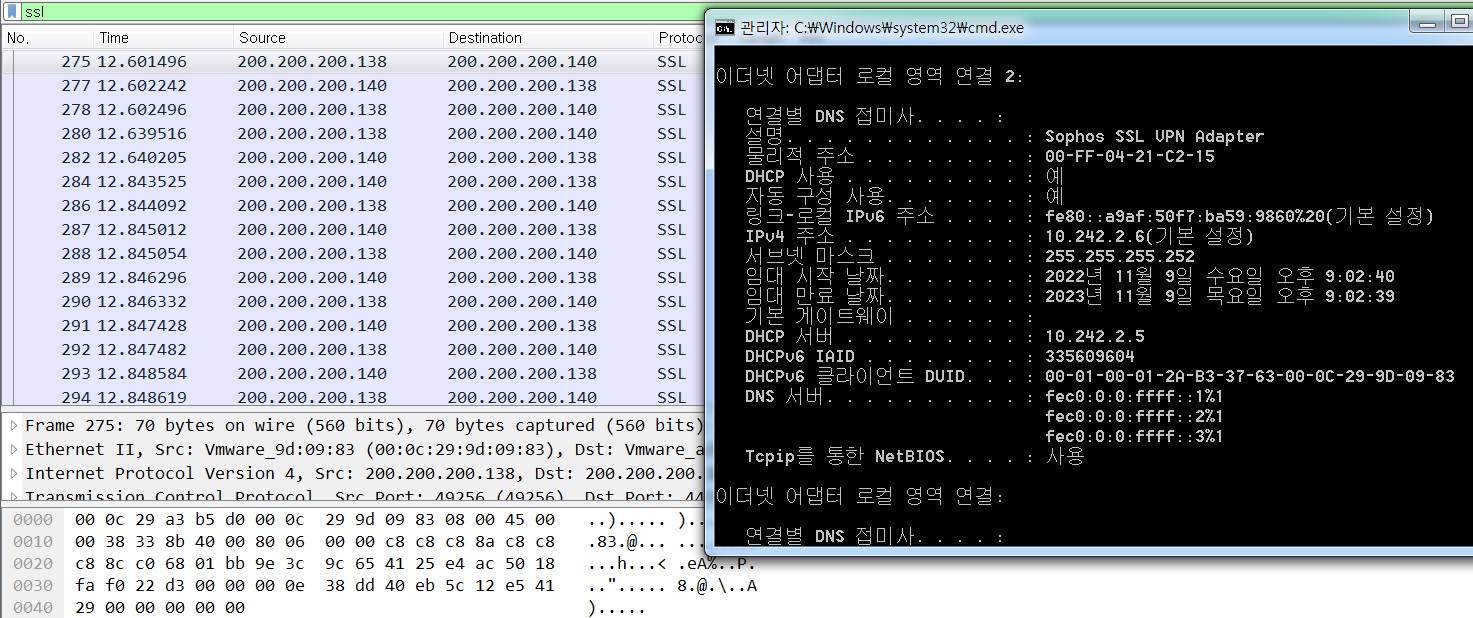 ssl
No. Time Source Destination Protoc
275 12.601496 200.200.200.138 200.200.200.140 SSL
277 12.602242 200.200.200.140 200.200.200.138 SSL
278 12.602496 200.200.200.138 200.200.200.140 SSL
280 12.639516 200.200.200.138 200.200.200.140 SSL
282 12.640205 200.200.200.140 200.200.200.138 SSL
284 12.843525 200.200.200.140 200.200.200.138 SSL
286 12.844092 200.200.200.140 200.200.200.138 SSL
287 12.845012 200.200.200.140 200.200.200.138 SSL
288 12.845054 200.200.200.138 200.200.200.140 SSL
289 12.846296 200.200.200.140 200.200.200.138 SSL
290 12.846332 200.200.200.138 200.200.200.140 SSL
291 12.847428 200.200.200.140 200.200.200.138 SSL
292 12.847482 200.200.200.138 200.200.200.140 SSL
293 12.848584 200.200.200.140 200.200.200.138 SSL
294 12.848619 200.200.200.138 200.200.200.140 SSL
Frame 275: 70 bytes on wire (560 bits), 70 bytes captured (560 bits)
Ethernet II, Src: Vmware_9d:09:83 (00:0c:29:9d:09:83), Dst: Vmware_a
Internet Protocol Version 4, Src: 200.200.200.138, Dst: 200.200.200.
Transmission Control Protocol, Src Port: 49256 (49256), Dst Port: 44
0000 00 0c 29 a3 b5 d0 00 0c 29 9d 09 83 08 00 45 00 ..)..... )..
0010 00 38 33 8b 40 00 80 06 00 00 c8 c8 c8 8a c8 c8 .83.@... ...
0020 c8 8c c0 68 01 bb 9e 3c 9c 65 41 25 e4 ac 50 18 ...h...< .eA%..P.
0030 fa f0 22 d3 00 00 00 0e 38 dd 40 eb 5c 12 e5 41 .."..... 8.@.\..A
0040 29 00 00 00 00 00 ).....
관리자: C:₩Windows₩system32₩cmd.exe
이더넷 어댑터 로컬 영역 연결 2:
연결별 DNS 접미사. . . . :
설명. . . . . . . . . . . . : Sophos SSL VPN Adapter
물리적 주소 . . . . . . . . : 00-FF-04-21-C2-15
DHCP 사용 . . . . . . . . . : 예
자동 구성 사용. . . . . . . : 예
링크-로컬 IPv6 주소 . . . . : fe80::a9af:50f7:ba59:9860%20(기본 설정)
IPv4 주소 . . . . . . . . . : 10.242.2.6(기본 설정)
서브넷 마스크 . . . . . . . : 255.255.255.252
임대 시작 날짜. . . . . . . : 2022년 11월 9일 수요일 오후 9:02:40
임대 만료 날짜. . . . . . . : 2023년 11월 9일 목요일 오후 9:02:39
기본 게이트웨이 . . . . . . :
DHCP 서버 . . . . . . . . . : 10.242.2.5
DHCPv6 IAID . . . . . . . . : 335609604
DHCPv6 클라이언트 DUID. . . : 00-01-00-01-2A-B3-37-63-00-0C-29-9D-09-83
DNS 서버. . . . . . . . . . : fec0:0:0:ffff::1%1
fec0:0:0:ffff::2%1
fec0:0:0:ffff::3%1
Tcpip를 통한 NetBIOS. . . . : 사용
이더넷 어댑터 로컬 영역 연결:
연결별 DNS 접미사. . . . :